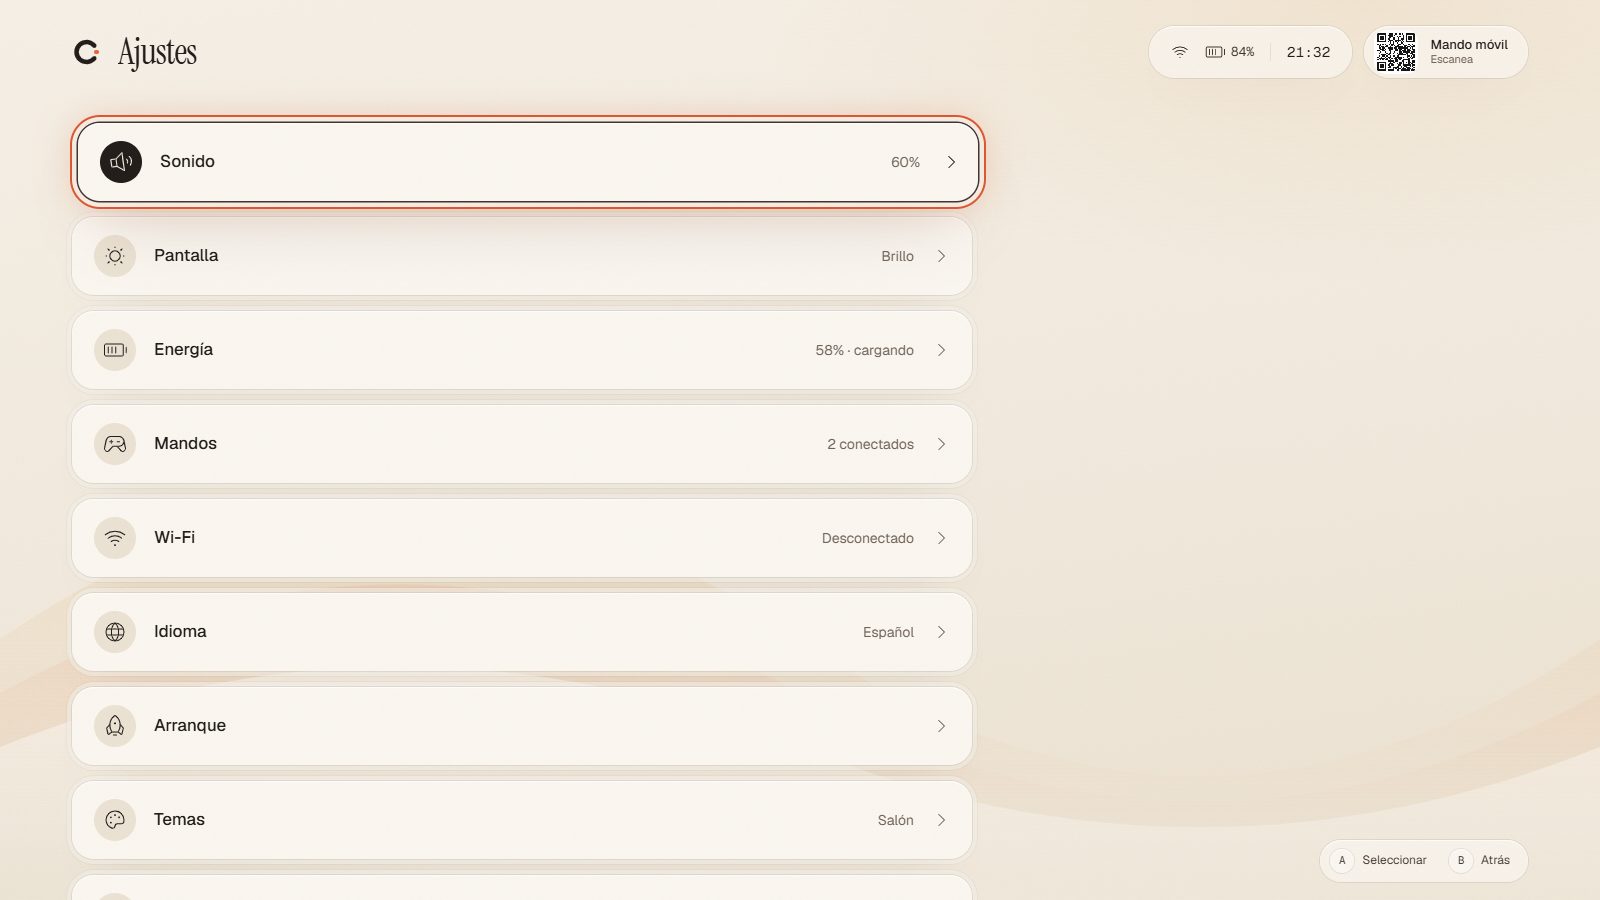 Ajustes
84%
21:32
Mando móvil
Escanea
Sonido
60%
Pantalla
Brillo
Energía
58% · cargando
Mandos
2 conectados
Wi-Fi
Desconectado
Idioma
Español
Arranque
Temas
Salón
A Seleccionar
B Atrás